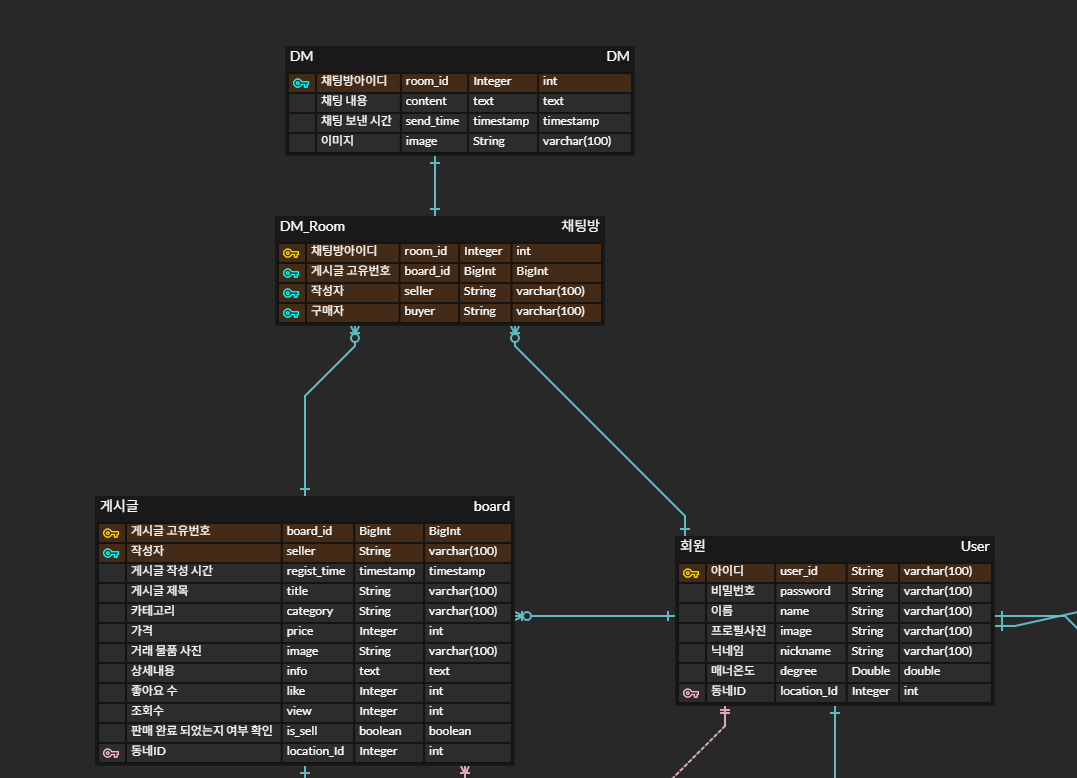 DM DM
채팅방아이디 room_id Integer int
채팅 내용 content text text
채팅 보낸 시간 send_time timestamp timestamp
이미지 image String varchar(100)
DM_Room 채팅방
채팅방아이디 room_id Integer int
게시글 고유번호 board_id BigInt BigInt
작성자 seller String varchar(100)
구매자 buyer String varchar(100)
게시글 board
게시글 고유번호 board_id BigInt BigInt
작성자 seller String varchar(100)
게시글 작성 시간 regist_time timestamp timestamp
게시글 제목 title String varchar(100)
카테고리 category String varchar(100)
가격 price Integer int
거래 물품 사진 image String varchar(100)
상세내용 info text text
좋아요 수 like Integer int
조회수 view Integer int
판매 완료 되었는지 여부 확인 is_sell boolean boolean
동네ID location_Id Integer int
회원 User
아이디 user_id String varchar(100)
비밀번호 password String varchar(100)
이름 name String varchar(100)
프로필사진 image String varchar(100)
닉네임 nickname String varchar(100)
매너온도 degree Double double
동네ID location_Id Integer int